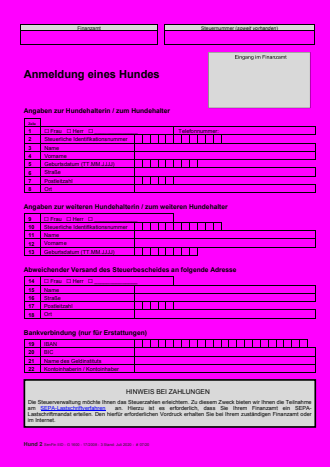 Finanzamt
Steuernummer (soweit vorhanden)
Eingang im Finanzamt
Anmeldung eines Hundes
Angaben zur Hundehalterin / zum Hundehalter
Zeile
1 ☐ Frau ☐ Herr ☐ Telefonnummer:
2 Steuerliche Identifikationsnummer
3 Name
4 Vorname
5 Geburtsdatum (TT.MM.JJJJ)
6 Straße
7 Postleitzahl
8 Ort
Angaben zur weiteren Hundehalterin / zum weiteren Hundehalter
9 ☐ Frau ☐ Herr ☐
10 Steuerliche Identifikationsnummer
11 Name
12 Vorname
13 Geburtsdatum (TT.MM.JJJJ)
Abweichender Versand des Steuerbescheides an folgende Adresse
14 ☐ Frau ☐ Herr ☐
15 Name
16 Straße
17 Postleitzahl
18 Ort
Bankverbindung (nur für Erstattungen)
19 IBAN
20 BIC
21 Name des Geldinstituts
22 Kontoinhaberin / Kontoinhaber
HINWEIS BEI ZAHLUNGEN
Die Steuerverwaltung möchte Ihnen das Steuerzahlen erleichtern. Zu diesem Zweck bieten wir Ihnen die Teilnahme
am SEPA-Lastschriftverfahren an. Hierzu ist es erforderlich, dass Sie Ihrem Finanzamt ein SEPA-
Lastschriftmandat erteilen. Den hierfür erforderlichen Vordruck erhalten Sie bei Ihrem zuständigen Finanzamt oder
im Internet.
Hund 2